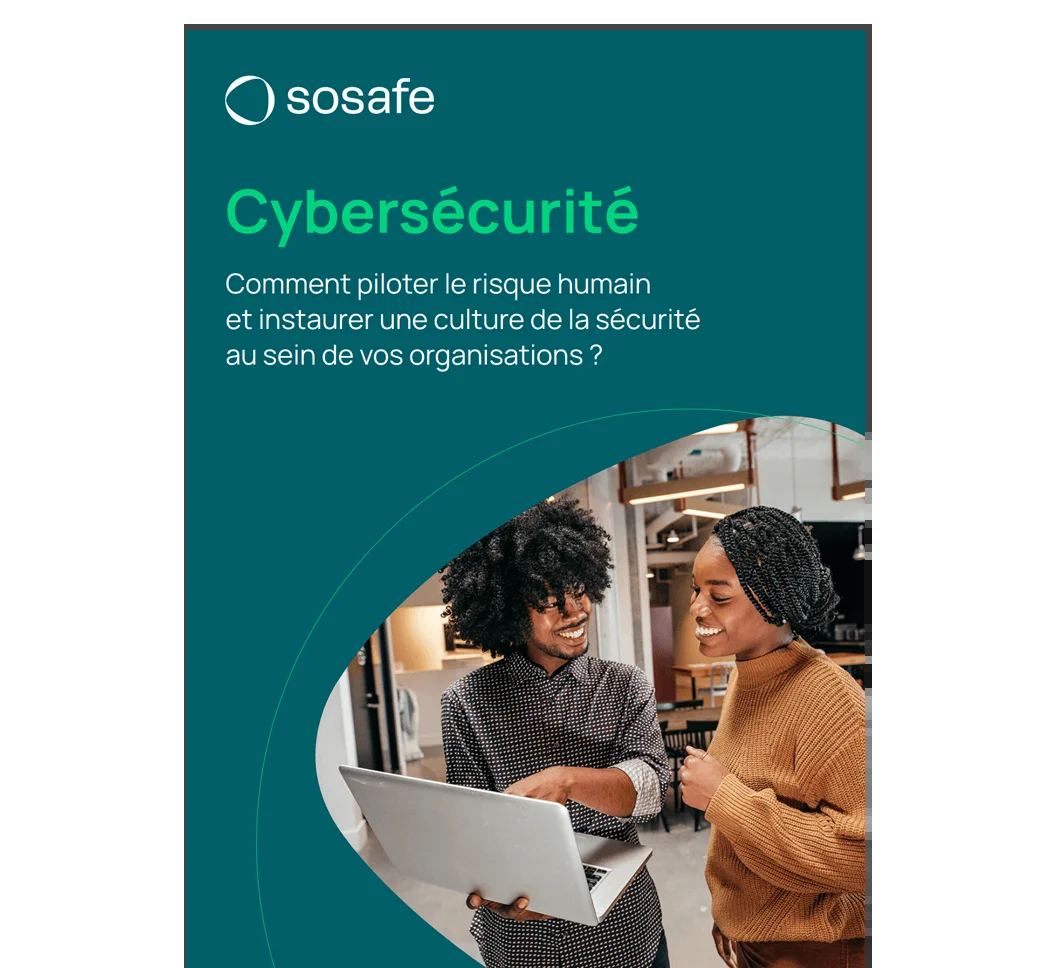 sosafe
Cybersécurité
Comment piloter le risque humain
et instaurer une culture de la sécurité
au sein de vos organisations ?